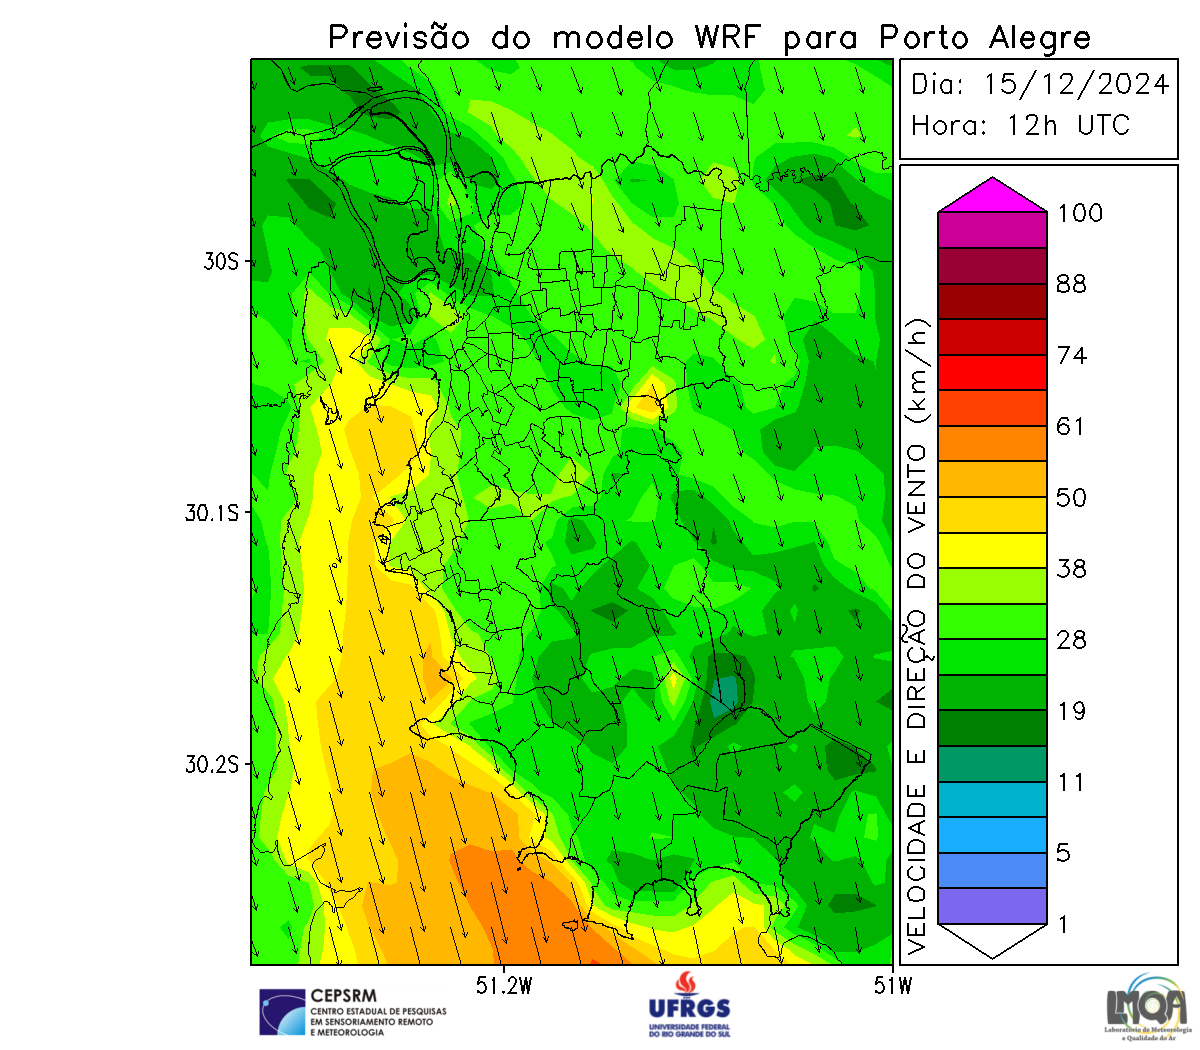 Previsão do modelo WRF para Porto Alegre
Dia: 15/12/2024
Hora: 12h UTC
30S
30.1S
30.2S
51.2W
51W
VELOCIDADE E DIREÇÃO DO VENTO (km/h)
100
88
74
61
50
38
28
19
11
5
1
CEPSRM
CENTRO ESTADUAL DE PESQUISAS
EM SENSORIAMENTO REMOTO
E METEOROLOGIA
UFRGS
UNIVERSIDADE FEDERAL
DO RIO GRANDE DO SUL
LMQA
Laboratório de Meteorologia
e Qualidade do Ar